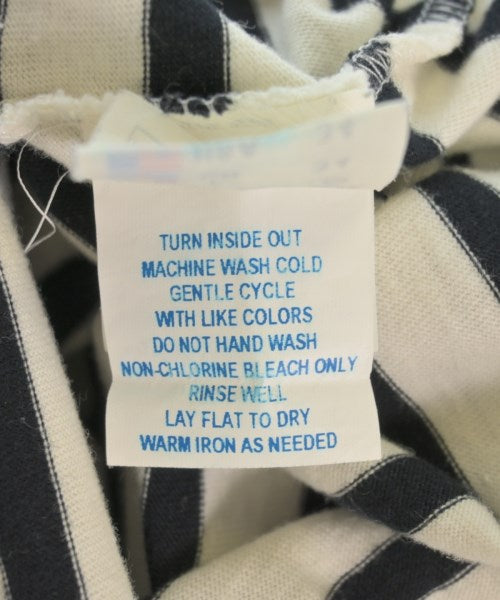 TURN INSIDE OUT
MACHINE WASH COLD
GENTLE CYCLE
WITH LIKE COLORS
DO NOT HAND WASH
NON-CHLORINE BLEACH ONLY
RINSE WELL
LAY FLAT TO DRY
WARM IRON AS NEEDED